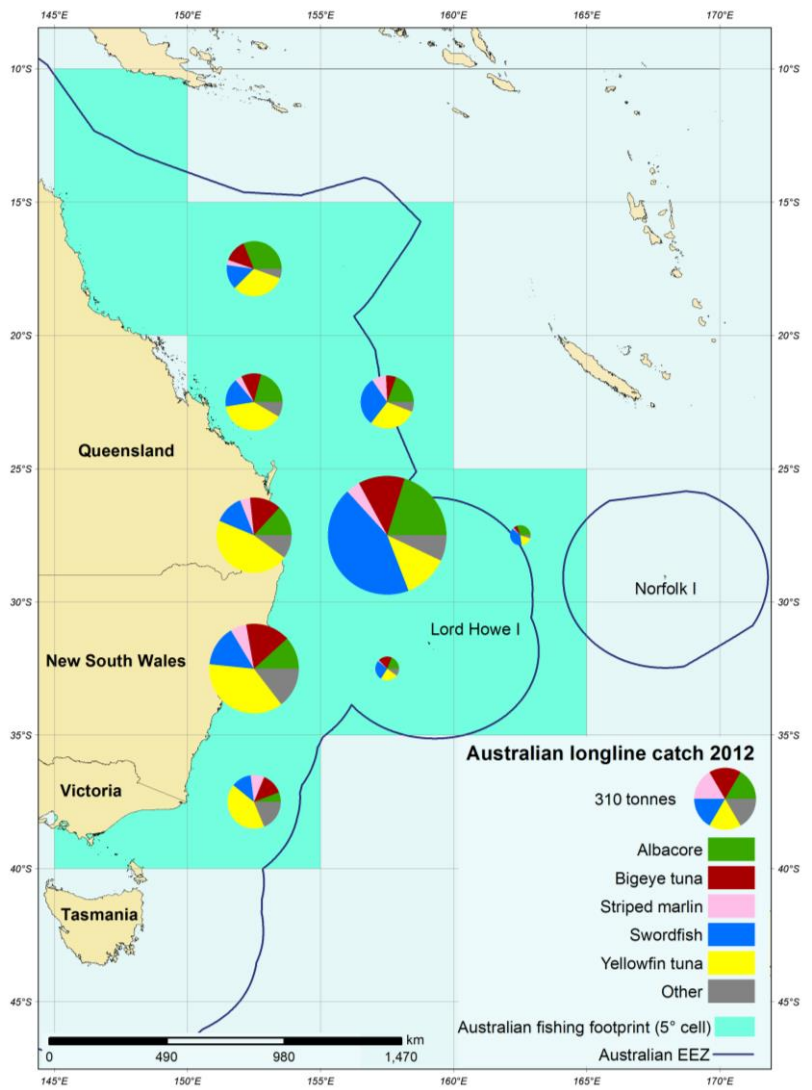 145°E 150°E 155°E 160°E 165°E 170°E
10°S 10°S
15°S 15°S
20°S 20°S
Queensland
25°S 25°S
Norfolk I
30°S 30°S
Lord Howe I
New South Wales
35°S 35°S
Australian longline catch 2012
Victoria
310 tonnes
40°S 40°S
Albacore
Bigeye tuna
Striped marlin
Tasmania
Swordfish
Yellowfin tuna
Other
45°S 45°S
Australian fishing footprint (5° cell)
km
0 490 980 1,470
Australian EEZ
145°E 150°E 155°E 160°E 165°E 170°E